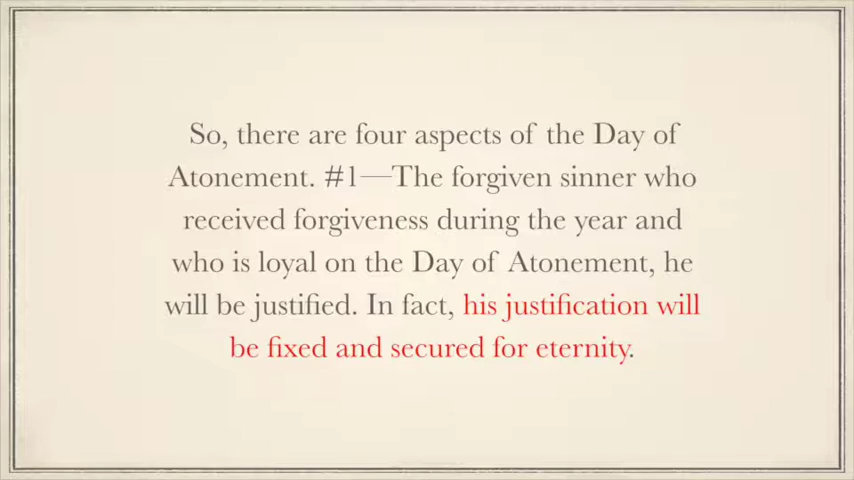 So, there are four aspects of the Day of
Atonement. #1—The forgiven sinner who
received forgiveness during the year and
who is loyal on the Day of Atonement, he
will be justified. In fact, his justification will
be fixed and secured for eternity.